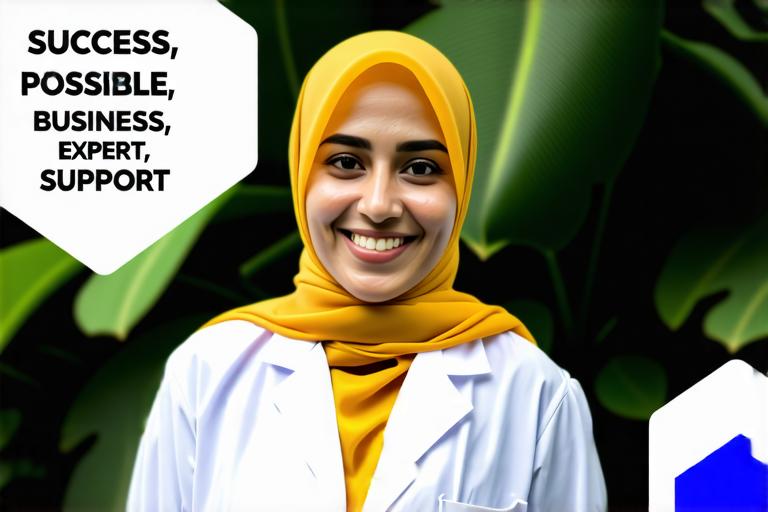 SUCCESS,
POSSIBLE,
BUSINESS,
EXPERT,
SUPPORT